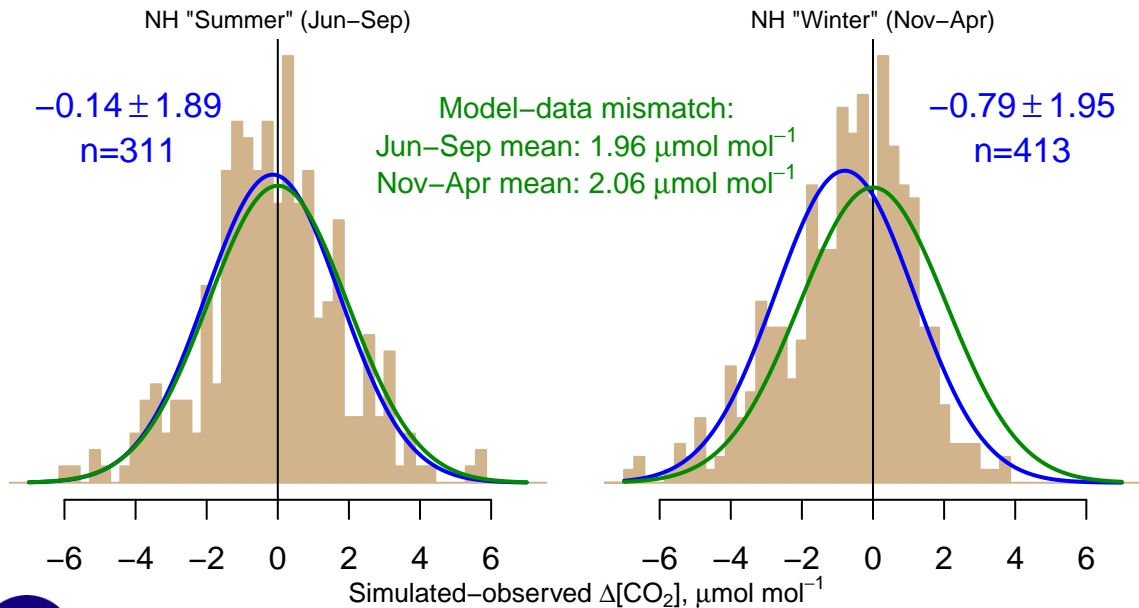 NH "Summer" (Jun−Sep)
NH "Winter" (Nov−Apr)
−0.14 ± 1.89
n=311
Model−data mismatch:
Jun−Sep mean: 1.96 μmol mol⁻¹
Nov−Apr mean: 2.06 μmol mol⁻¹
−0.79 ± 1.95
n=413
−6 −4 −2 0 2 4 6
−6 −4 −2 0 2 4 6
Simulated−observed Δ[CO₂], μmol mol⁻¹